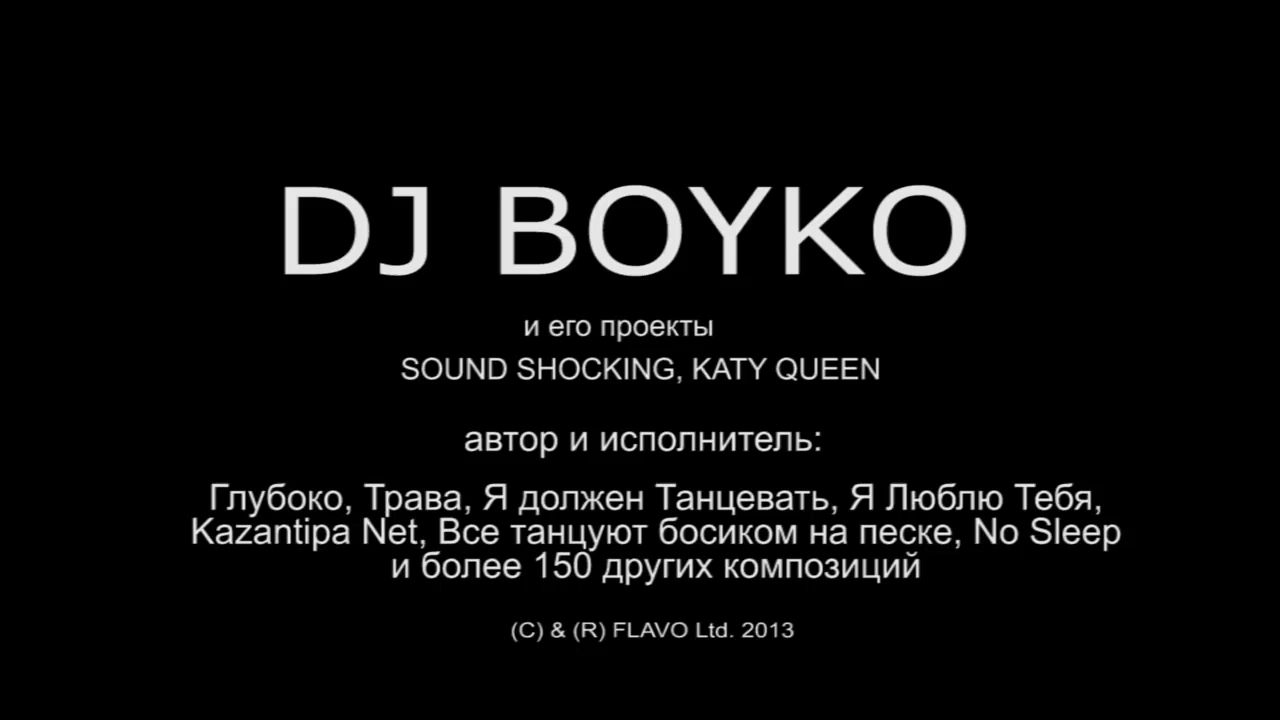 DJ BOYKO
и его проекты
SOUND SHOCKING, KATY QUEEN
автор и исполнитель:
Глубоко, Трава, Я должен Танцевать, Я Люблю Тебя,
Kazantipa Net, Все танцуют босиком на песке, No Sleep
и более 150 других композиций
(C) & (R) FLAVO Ltd. 2013